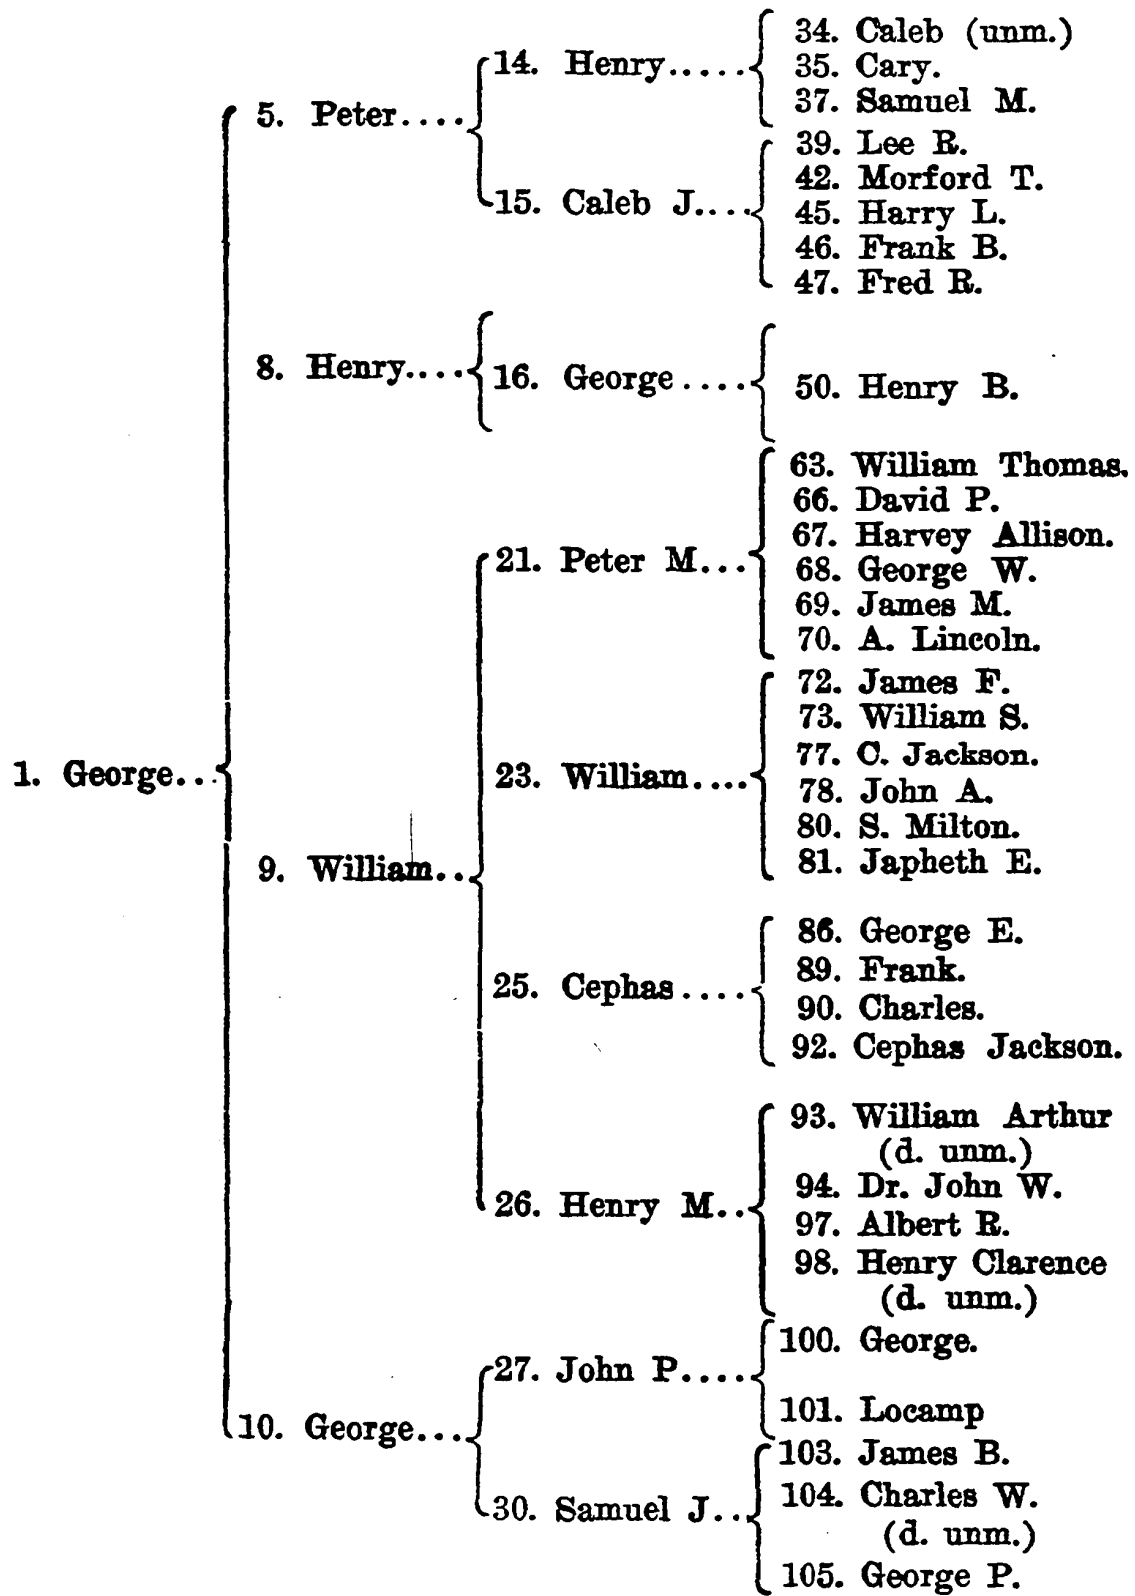 34. Caleb (unm.)
14. Henry.....
35. Cary.
37. Samuel M.
5. Peter....
39. Lee R.
42. Morford T.
15. Caleb J....
45. Harry L.
46. Frank B.
47. Fred R.
8. Henry....
16. George ....
50. Henry B.
63. William Thomas.
66. David P.
67. Harvey Allison.
21. Peter M...
68. George W.
69. James M.
70. A. Lincoln.
72. James F.
73. William S.
77. C. Jackson.
1. George...
23. William....
78. John A.
80. S. Milton.
9. William...
81. Japheth E.
86. George E.
89. Frank.
25. Cephas ....
90. Charles.
92. Cephas Jackson.
93. William Arthur
(d. unm.)
94. Dr. John W.
26. Henry M...
97. Albert R.
98. Henry Clarence
(d. unm.)
100. George.
27. John P....
101. Locamp
10. George...
103. James B.
104. Charles W.
30. Samuel J...
(d. unm.)
105. George P.